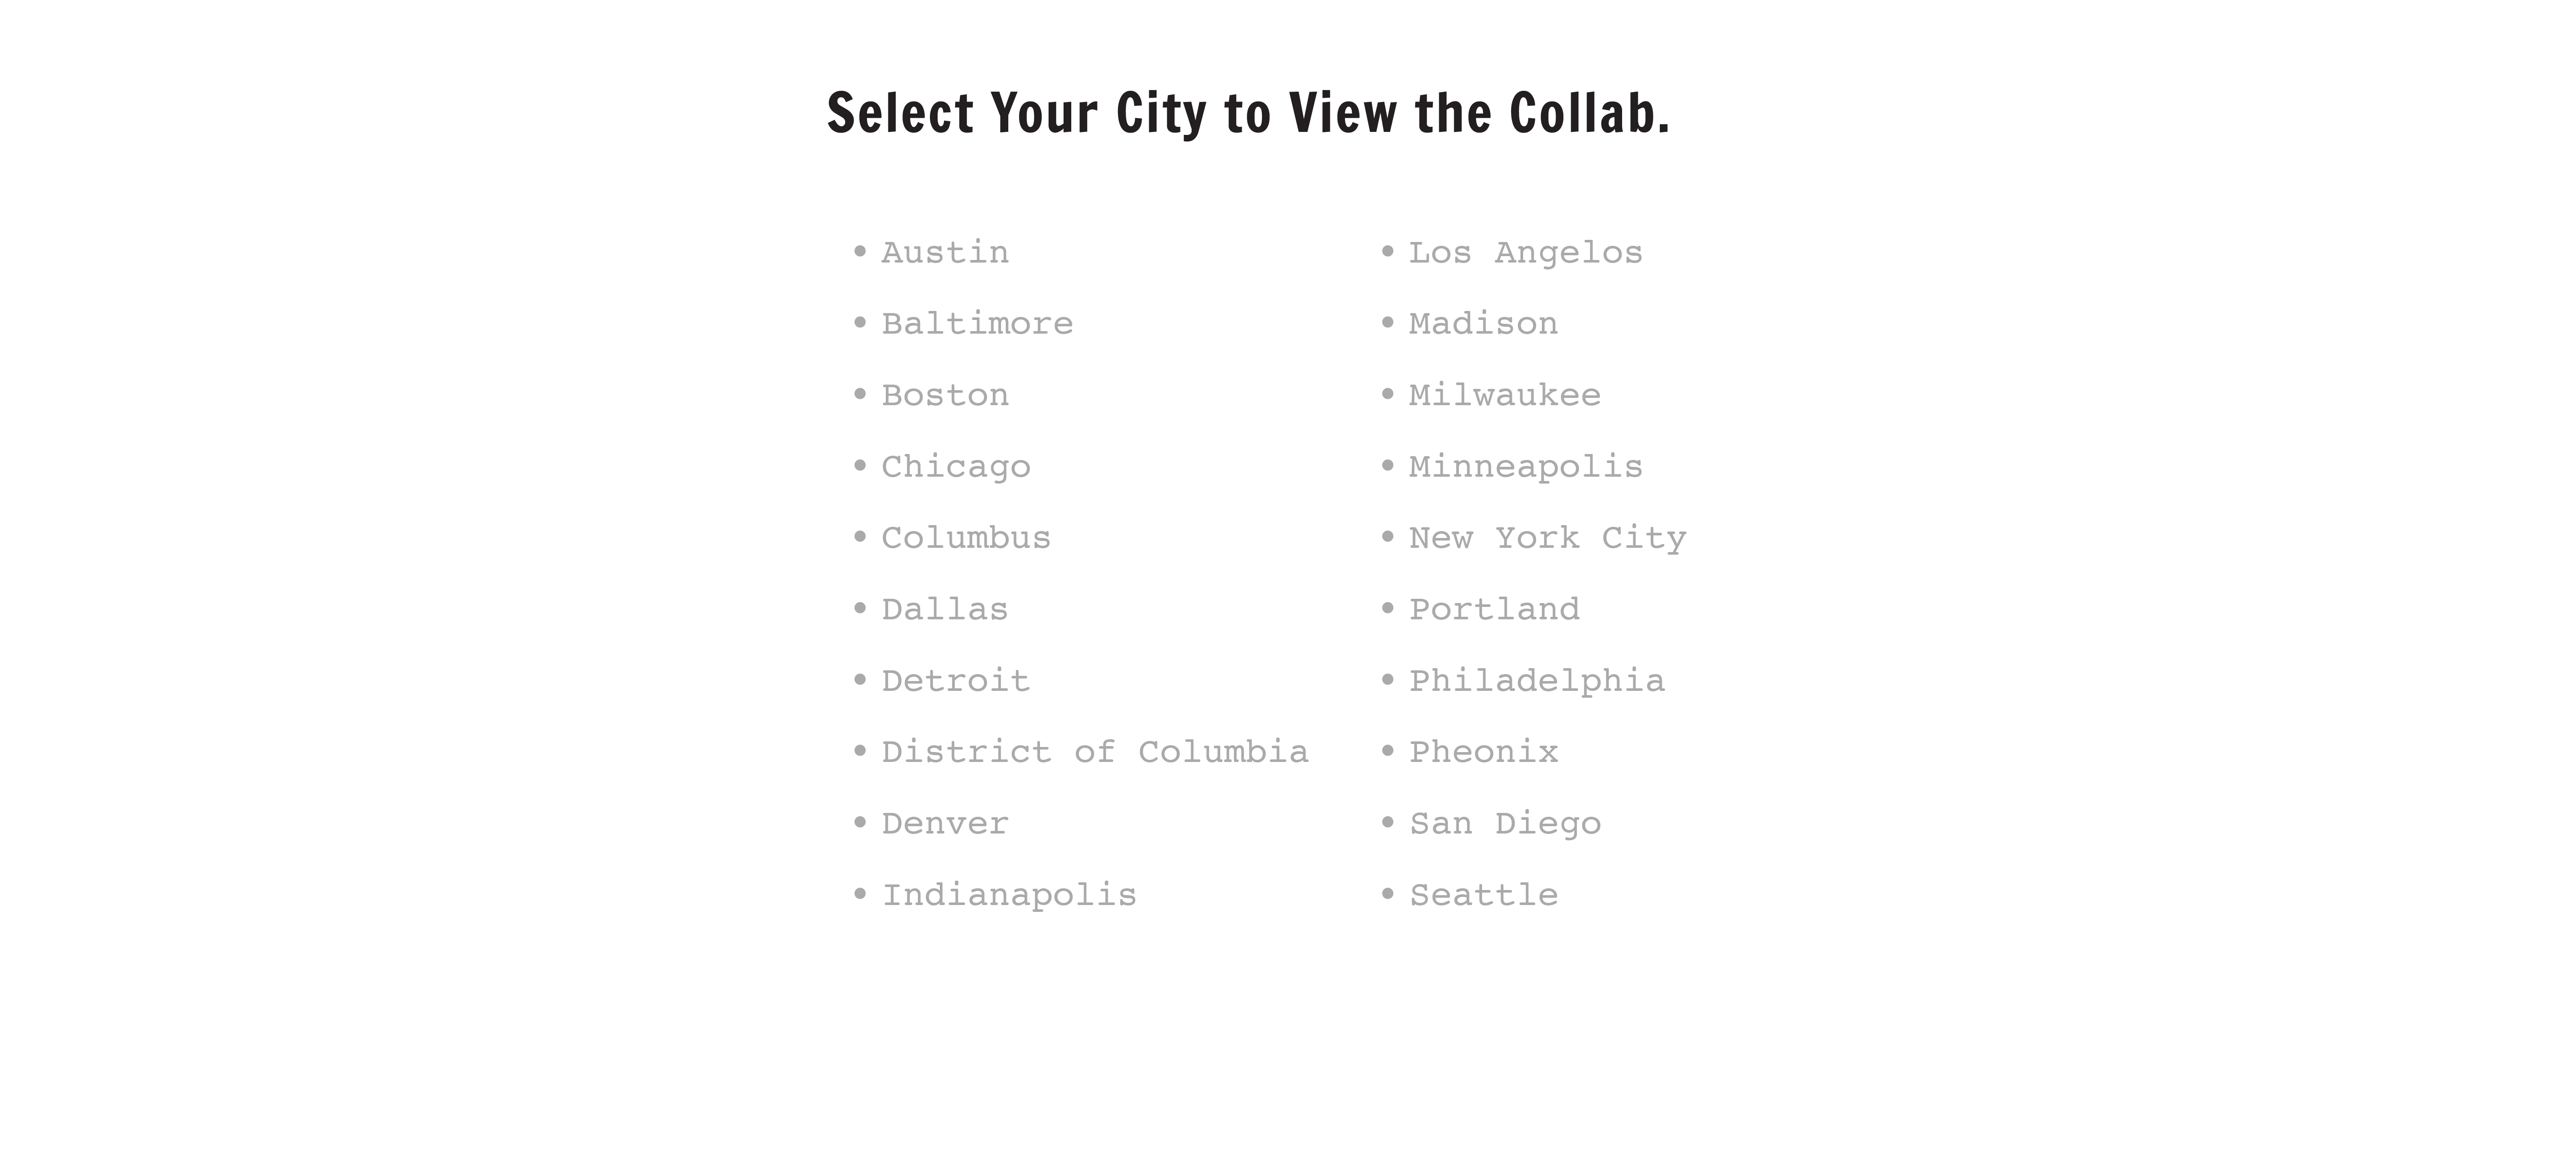 Select Your City to View the Collab.
• Austin
• Baltimore
• Boston
• Chicago
• Columbus
• Dallas
• Detroit
• District of Columbia
• Denver
• Indianapolis
• Los Angelos
• Madison
• Milwaukee
• Minneapolis
• New York City
• Portland
• Philadelphia
• Pheonix
• San Diego
• Seattle